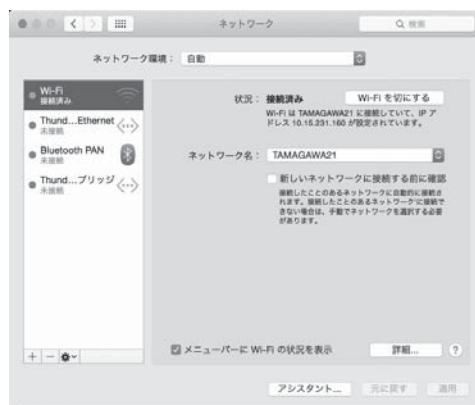 ネットワーク
検索
ネットワーク環境： 自動
Wi-Fi
接続済み
Thund...Ethernet
未接続
Bluetooth PAN
未接続
Thund...ブリッジ
未接続
状況： 接続済み
Wi-Fi を切にする
Wi-Fi は TAMAGAWA21 に接続していて、IP ア
ドレス 10.15.231.160 が設定されています。
ネットワーク名： TAMAGAWA21
新しいネットワークに接続する前に確認
接続したことのあるネットワークに自動的に接続さ
れます。接続したことのあるネットワークに接続で
きない場合は、手動でネットワークを選択する必要
があります。
メニューバーに Wi-Fi の状況を表示
詳細...
?
アシスタント...
元に戻す
適用